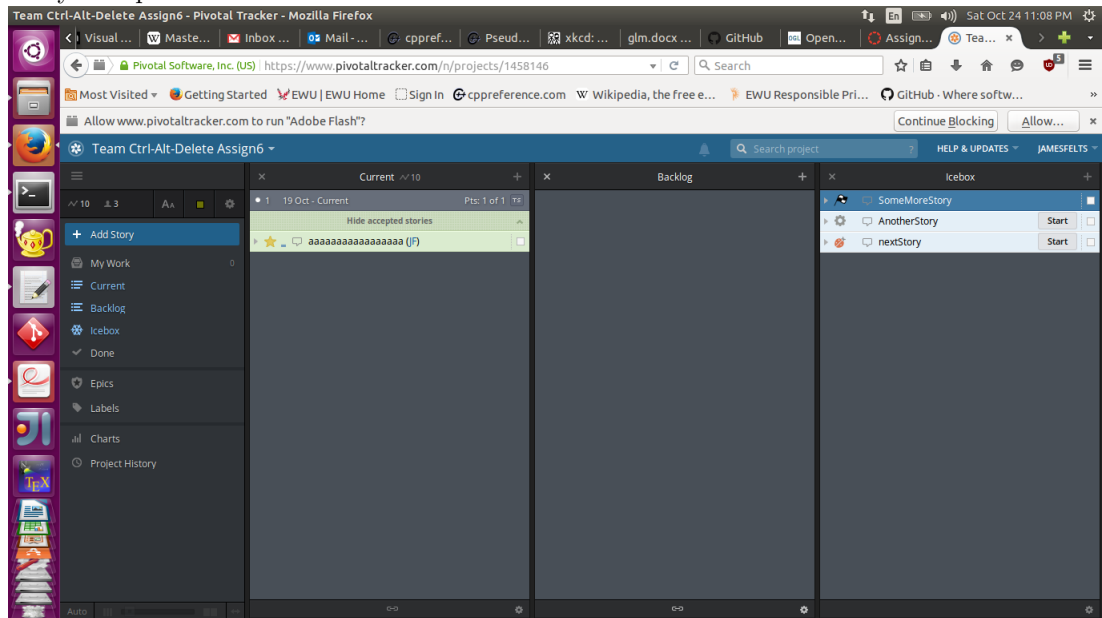 Team Ctrl-Alt-Delete Assign6 - Pivotal Tracker - Mozilla Firefox
En
Sat Oct 24 11:08 PM
Visual ...
Maste...
Inbox ...
Mail - ...
cppref...
Pseud...
xkcd: ...
glm.docx ...
GitHub
Open...
Assign...
Tea...
Pivotal Software, Inc. (US)
https://www.pivotaltracker.com/n/projects/1458146
Search
5
Most Visited
Getting Started
EWU | EWU Home
Sign In
cppreference.com
W Wikipedia, the free e...
EWU Responsible Pri...
GitHub · Where softw...
»
Allow www.pivotaltracker.com to run "Adobe Flash"?
Continue Blocking
Allow...
Team Ctrl-Alt-Delete Assign6
Search project
?
HELP & UPDATES
JAMESFELTS
Current 10
Backlog
Icebox
10
3
AA
1 19 Oct - Current
Pts: 1 of 1
TS
SomeMoreStory
Hide accepted stories
AnotherStory
Start
+ Add Story
aaaaaaaaaaaaaaaaa (JF)
nextStory
Start
My Work
0
Current
Backlog
Icebox
Done
Epics
Labels
Charts
Project History
TEX
Auto